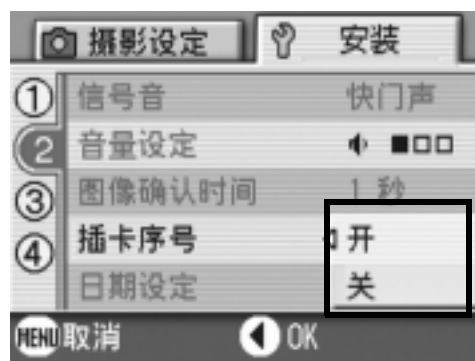 摄影设定 安装
① 信号音 快门声
2 音量设定
③ 图像确认时间 1 秒
④ 插卡序号 开
关
日期设定
MENU 取消 OK